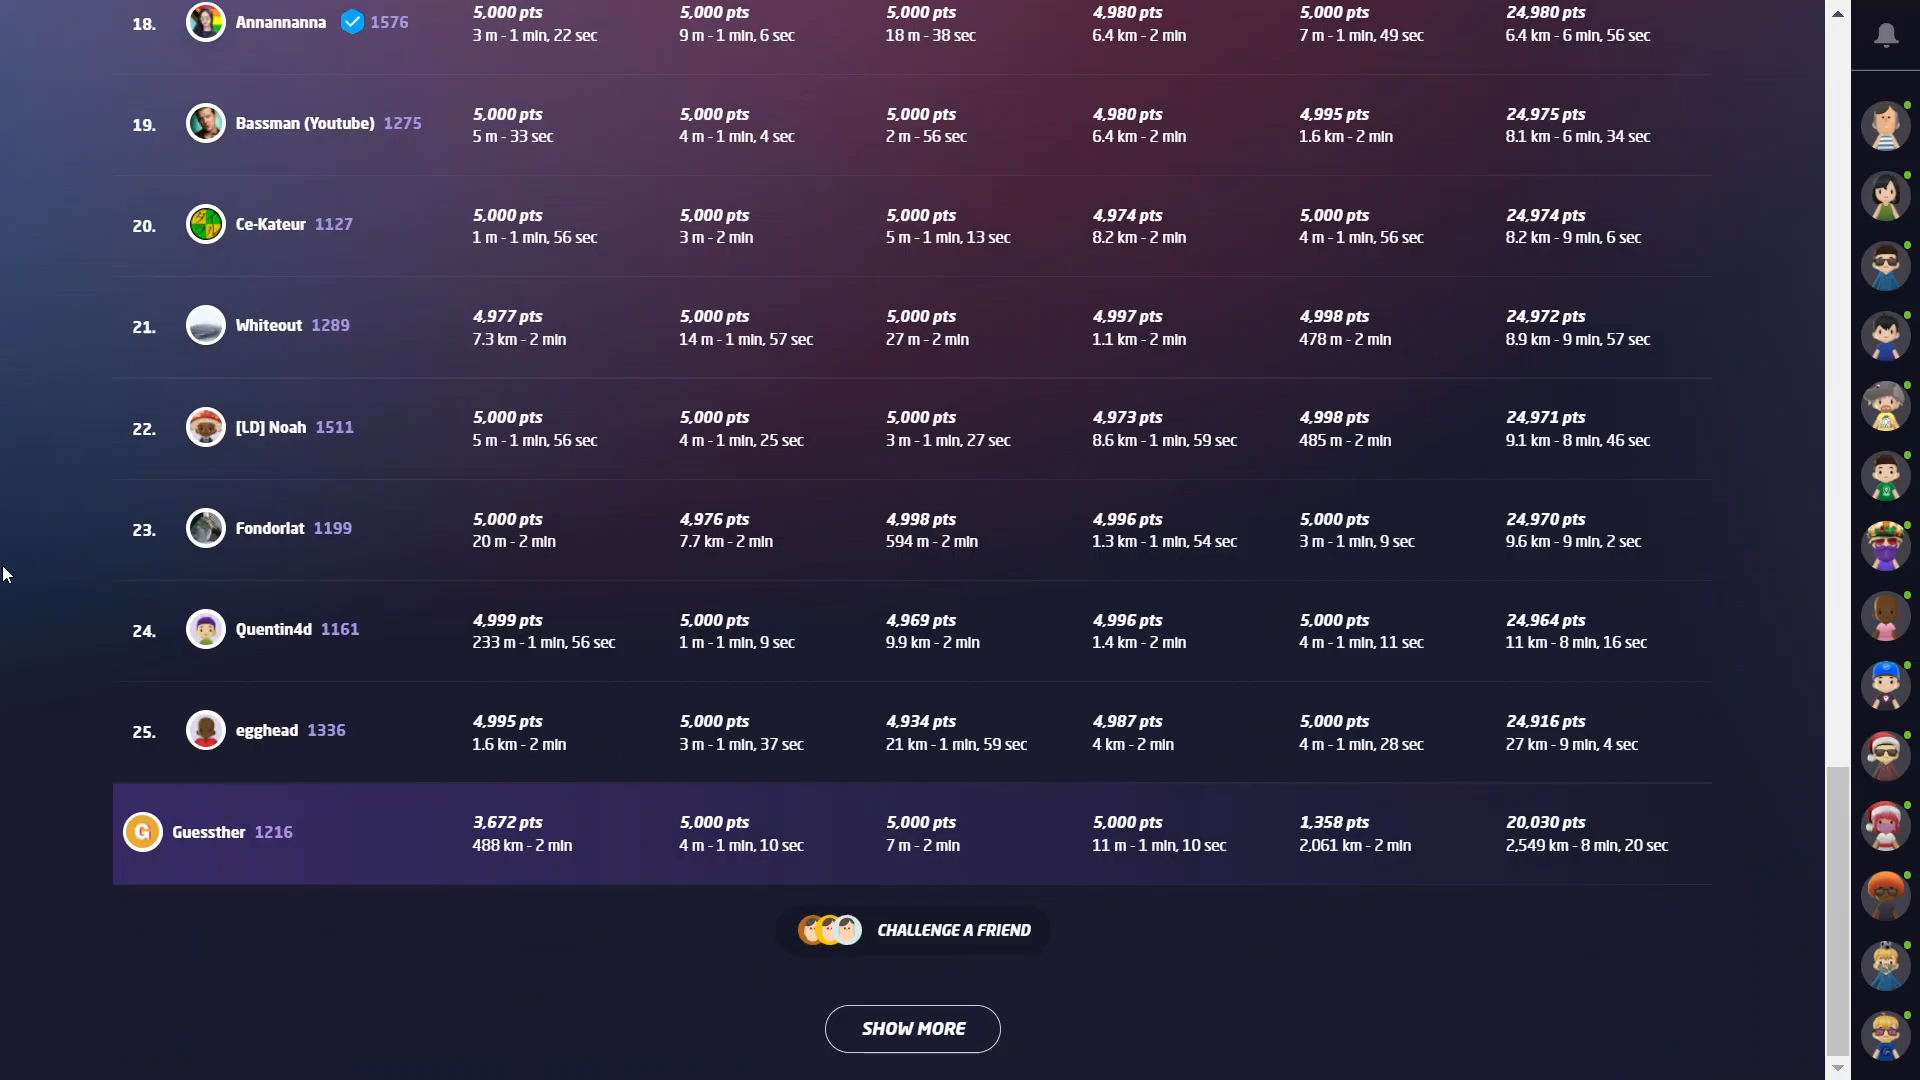 18. Annannanna 1576 5,000 pts 5,000 pts 5,000 pts 4,980 pts 5,000 pts 24,980 pts
3 m - 1 min, 22 sec 9 m - 1 min, 6 sec 18 m - 38 sec 6.4 km - 2 min 7 m - 1 min, 49 sec 6.4 km - 6 min, 56 sec
19. Bassman (Youtube) 1275 5,000 pts 5,000 pts 5,000 pts 4,980 pts 4,995 pts 24,975 pts
5 m - 33 sec 4 m - 1 min, 4 sec 2 m - 56 sec 6.4 km - 2 min 1.6 km - 2 min 8.1 km - 6 min, 34 sec
20. Ce-Kateur 1127 5,000 pts 5,000 pts 5,000 pts 4,974 pts 5,000 pts 24,974 pts
1 m - 1 min, 56 sec 3 m - 2 min 5 m - 1 min, 13 sec 8.2 km - 2 min 4 m - 1 min, 56 sec 8.2 km - 9 min, 6 sec
21. Whiteout 1289 4,977 pts 5,000 pts 5,000 pts 4,997 pts 4,998 pts 24,972 pts
7.3 km - 2 min 14 m - 1 min, 57 sec 27 m - 2 min 1.1 km - 2 min 478 m - 2 min 8.9 km - 9 min, 57 sec
22. [LD] Noah 1511 5,000 pts 5,000 pts 5,000 pts 4,973 pts 4,998 pts 24,971 pts
5 m - 1 min, 56 sec 4 m - 1 min, 25 sec 3 m - 1 min, 27 sec 8.6 km - 1 min, 59 sec 485 m - 2 min 9.1 km - 8 min, 46 sec
23. Fondorlat 1199 5,000 pts 4,976 pts 4,998 pts 4,996 pts 5,000 pts 24,970 pts
20 m - 2 min 7.7 km - 2 min 594 m - 2 min 1.3 km - 1 min, 54 sec 3 m - 1 min, 9 sec 9.6 km - 9 min, 2 sec
24. Quentin4d 1161 4,999 pts 5,000 pts 4,969 pts 4,996 pts 5,000 pts 24,964 pts
233 m - 1 min, 56 sec 1 m - 1 min, 9 sec 9.9 km - 2 min 1.4 km - 2 min 4 m - 1 min, 11 sec 11 km - 8 min, 16 sec
25. egghead 1336 4,995 pts 5,000 pts 4,934 pts 4,987 pts 5,000 pts 24,916 pts
1.6 km - 2 min 3 m - 1 min, 37 sec 21 km - 1 min, 59 sec 4 km - 2 min 4 m - 1 min, 28 sec 27 km - 9 min, 4 sec
G Guessther 1216 3,672 pts 5,000 pts 5,000 pts 5,000 pts 1,358 pts 20,030 pts
488 km - 2 min 4 m - 1 min, 10 sec 7 m - 2 min 11 m - 1 min, 10 sec 2,061 km - 2 min 2,549 km - 8 min, 20 sec
CHALLENGE A FRIEND
SHOW MORE